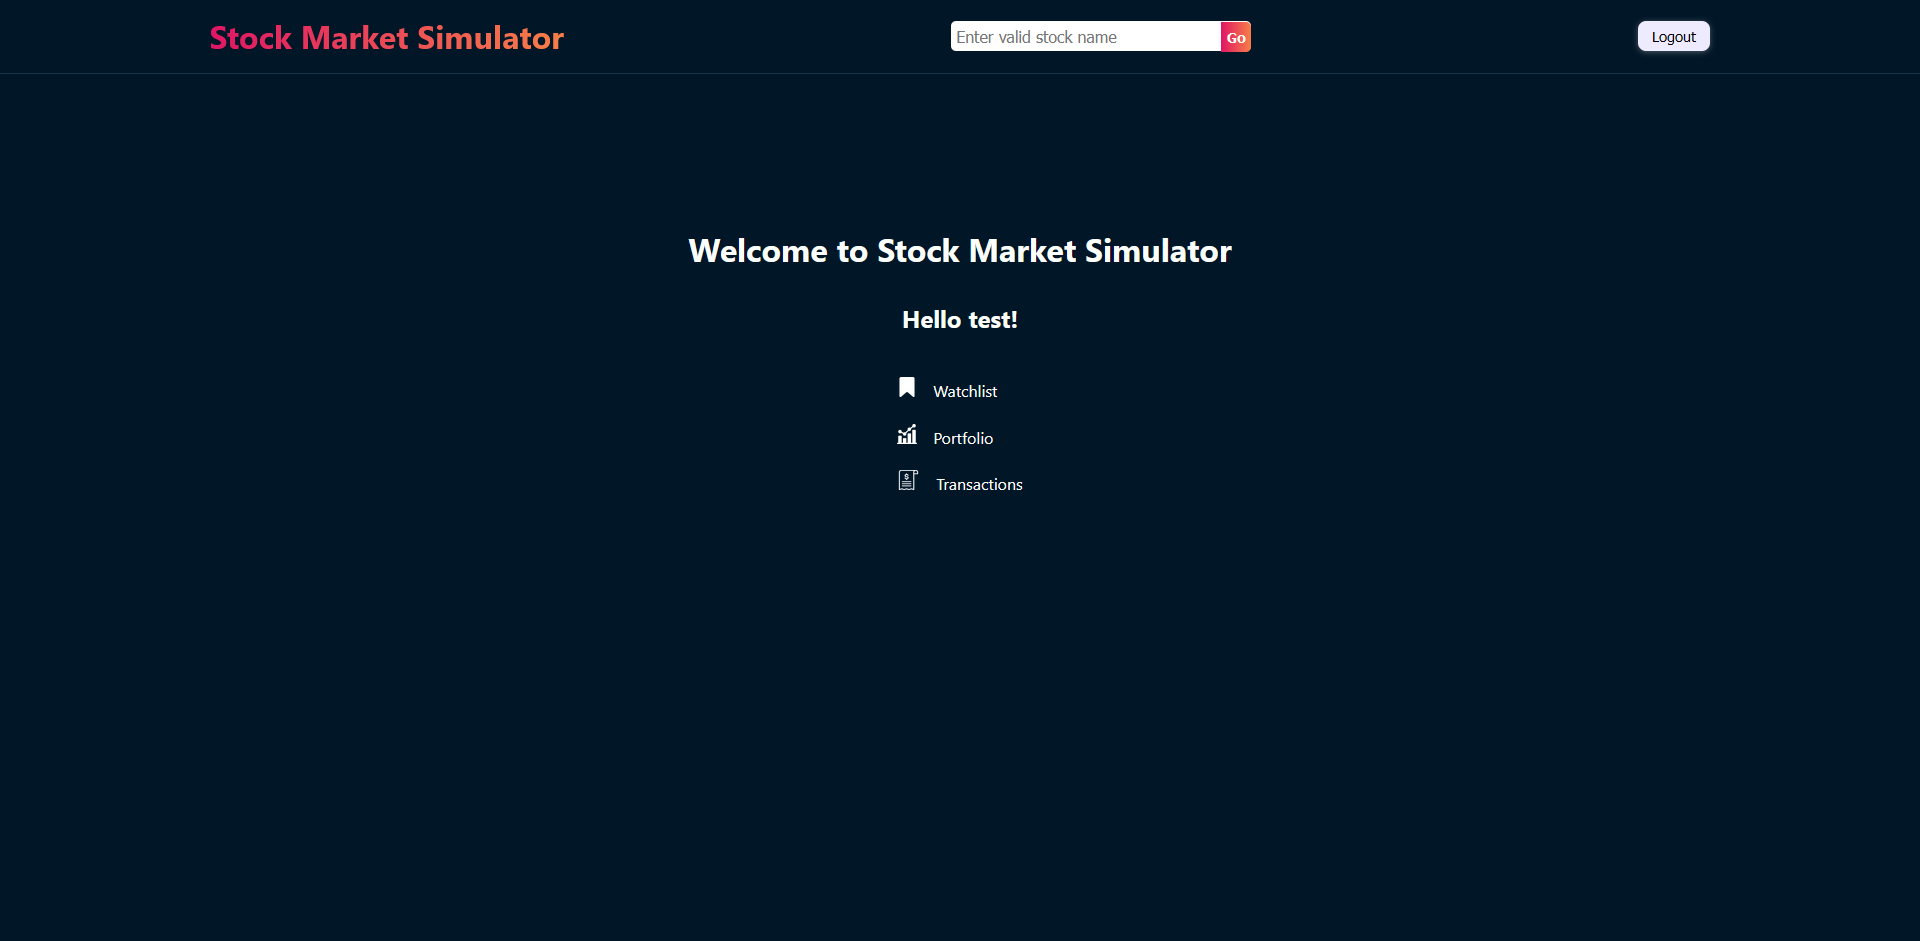 Stock Market Simulator
Enter valid stock name
Go
Logout
Welcome to Stock Market Simulator
Hello test!
Watchlist
Portfolio
Transactions